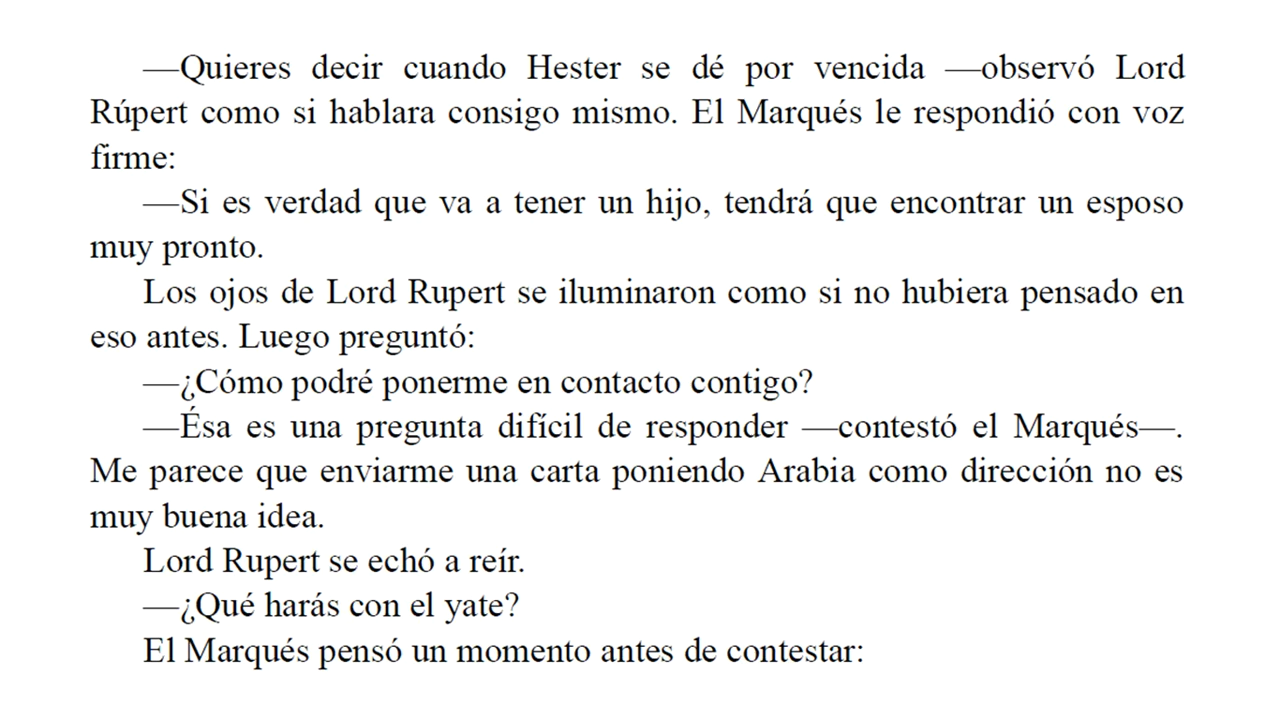 —Quieres decir cuando Hester se dé por vencida —observó Lord
Rúpert como si hablara consigo mismo. El Marqués le respondió con voz
firme:
—Si es verdad que va a tener un hijo, tendrá que encontrar un esposo
muy pronto.
Los ojos de Lord Rupert se iluminaron como si no hubiera pensado en
eso antes. Luego preguntó:
—¿Cómo podré ponerme en contacto contigo?
—Ésa es una pregunta difícil de responder —contestó el Marqués—.
Me parece que enviarme una carta poniendo Arabia como dirección no es
muy buena idea.
Lord Rupert se echó a reír.
—¿Qué harás con el yate?
El Marqués pensó un momento antes de contestar: